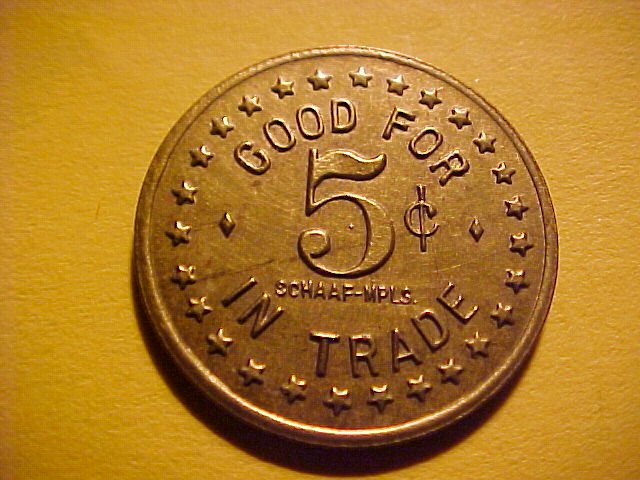 GOOD FOR
5¢
SCHAAF-MPLS.
IN TRADE